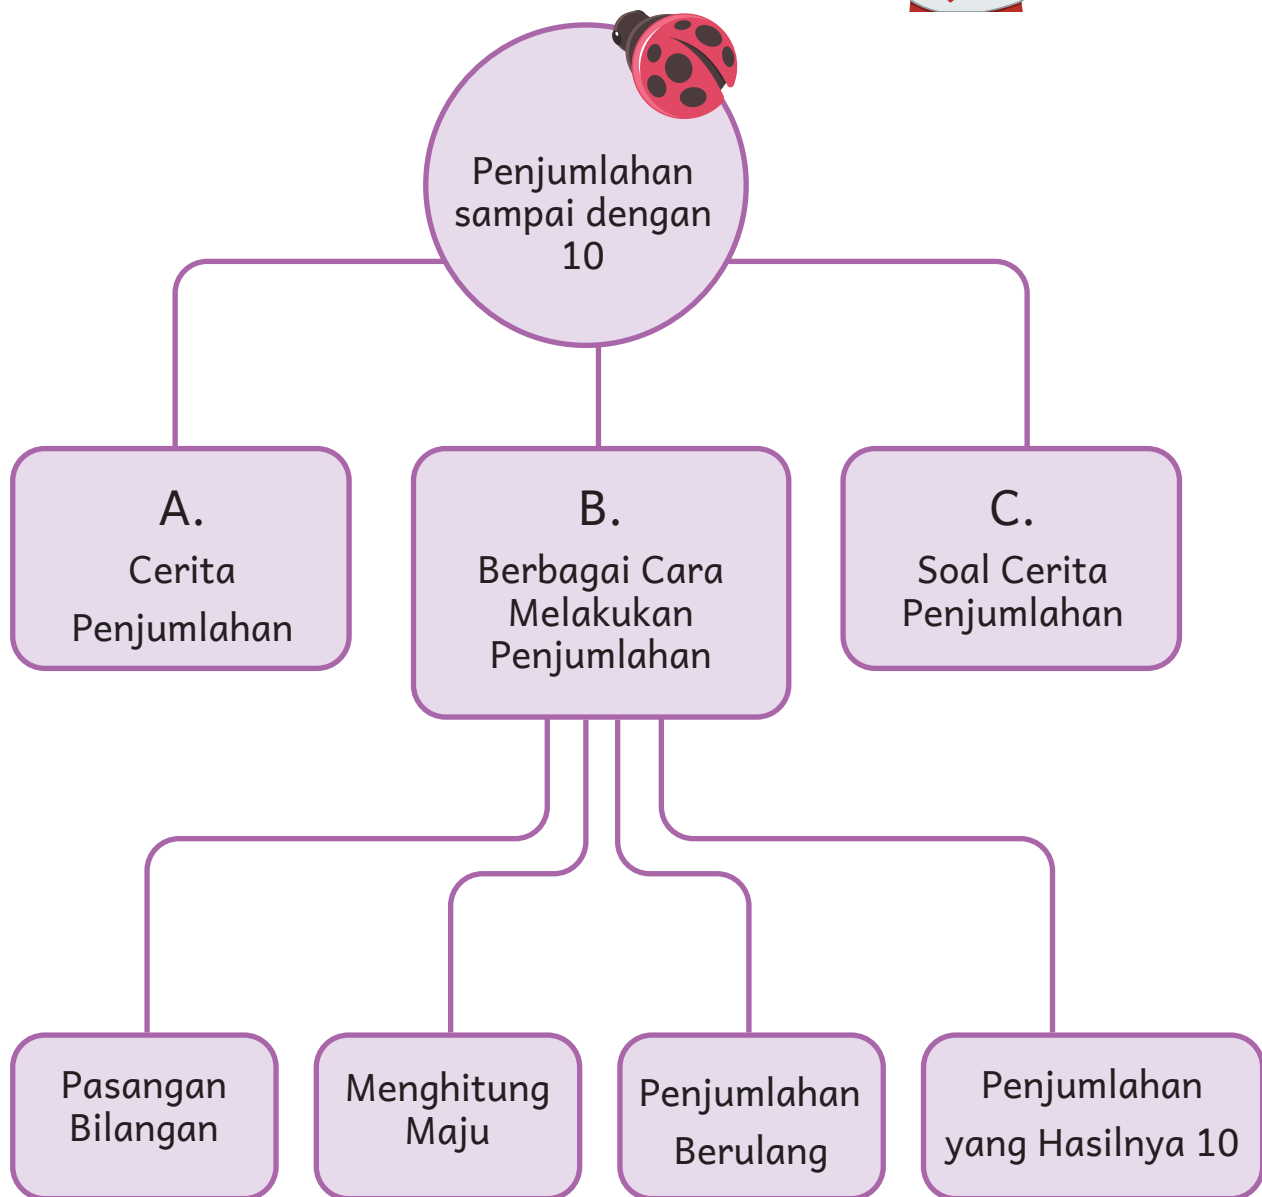 Penjumlahan
sampai dengan
10
A.
Cerita
Penjumlahan
B.
Berbagai Cara
Melakukan
Penjumlahan
C.
Soal Cerita
Penjumlahan
Pasangan
Bilangan
Menghitung
Maju
Penjumlahan
Berulang
Penjumlahan
yang Hasilnya 10